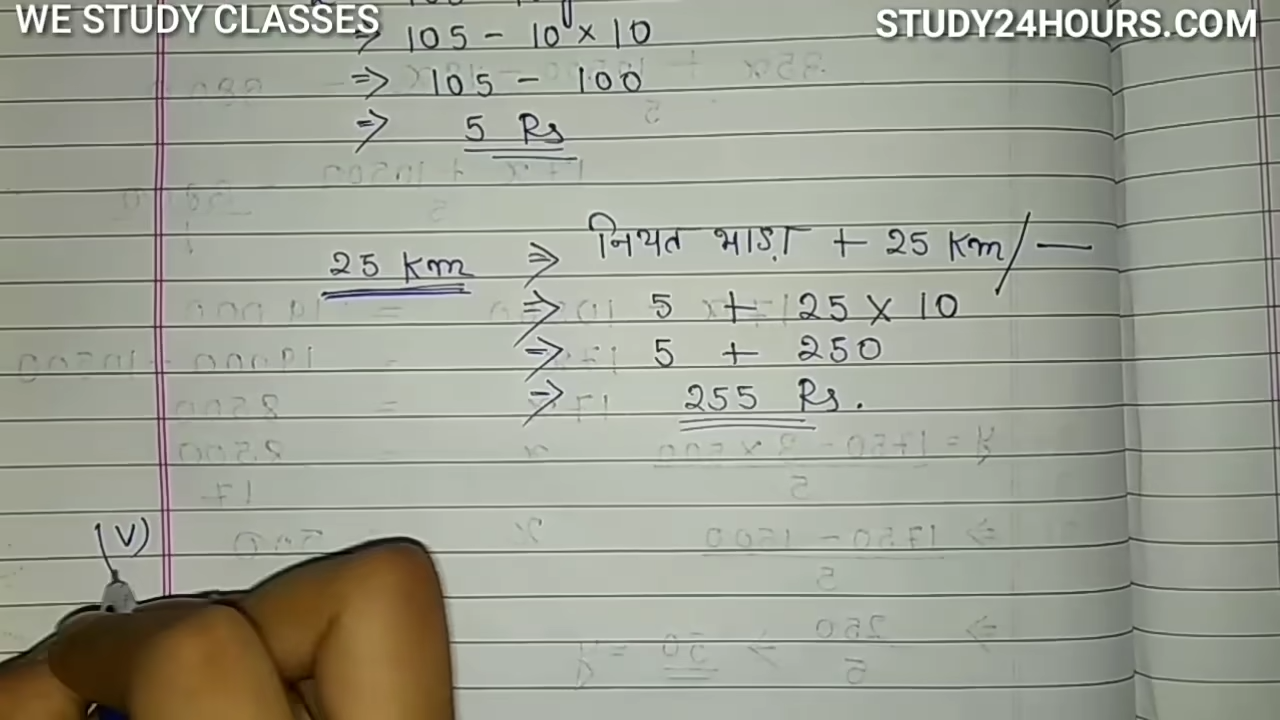 WE STUDY CLASSES
STUDY24HOURS.COM
⇒ 105 - 10 × 10
⇒ 105 - 100
⇒ 5 Rs
25 Km ⇒ नियत भाड़ा + 25 Km/—
⇒ 5 + 25 × 10
⇒ 5 + 250
⇒ 255 Rs.
(V)